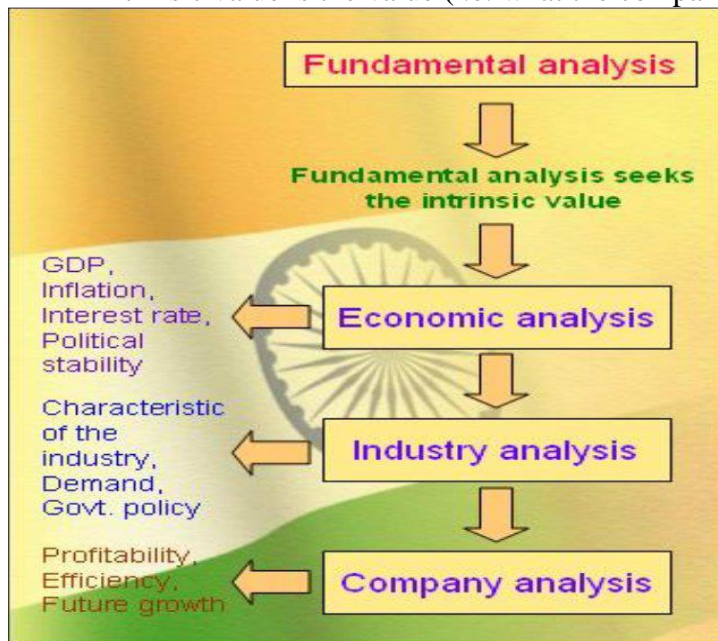 Fundamental analysis
Fundamental analysis seeks
the intrinsic value
GDP,
Inflation,
Interest rate,
Political
stability
Economic analysis
Characteristic
of the
industry,
Demand,
Govt. policy
Industry analysis
Profitability,
Efficiency,
Future growth
Company analysis